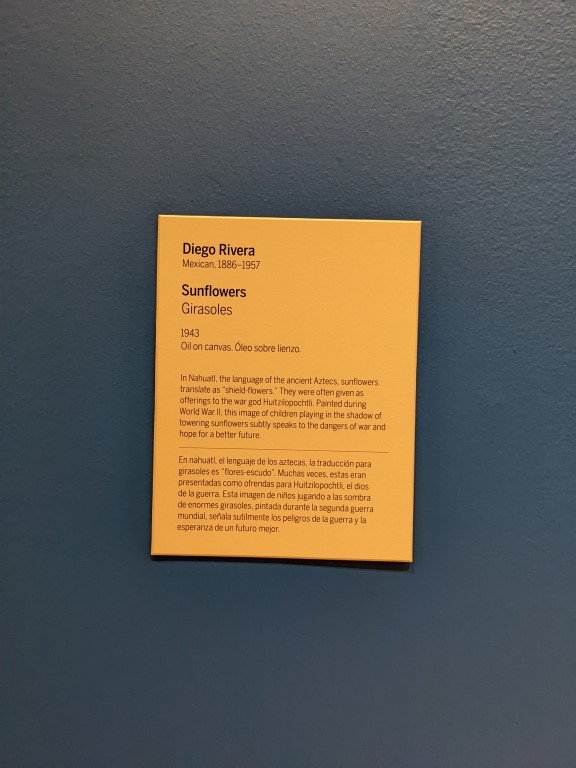 Diego Rivera
Mexican, 1886–1957
Sunflowers
Girasoles
1943
Oil on canvas. Óleo sobre lienzo.
In Nahuatl, the language of the ancient Aztecs, sunflowers
translate as "shield-flowers." They were often given as
offerings to the war god Huitzilopochtli. Painted during
World War II, this image of children playing in the shadow of
towering sunflowers subtly speaks to the dangers of war and
hope for a better future.
En nahuatl, el lenguaje de los aztecas, la traducción para
girasoles es "flores-escudo". Muchas veces, estas eran
presentadas como ofrendas para Huitzilopochtli, el dios
de la guerra. Esta imagen de niños jugando a las sombra
de enormes girasoles, pintada durante la segunda guerra
mundial, señala sutilmente los peligros de la guerra y la
esperanza de un futuro mejor.